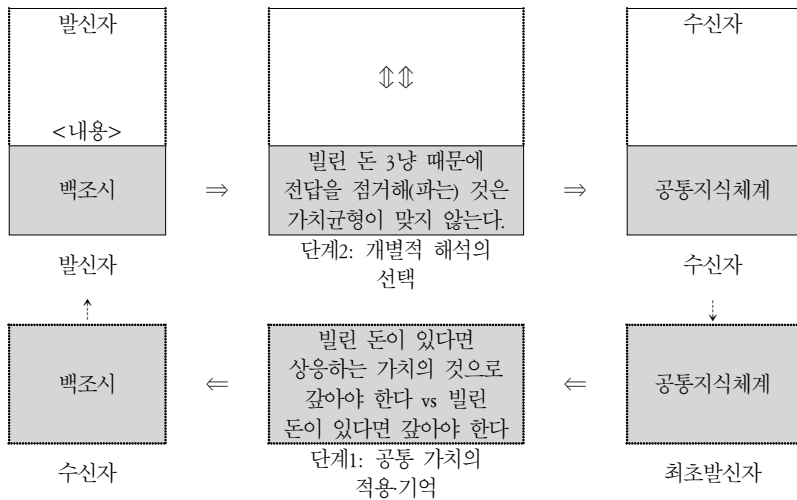 발신자
수신자
⇕⇕
<내용>
백조시
⇒
빌린 돈 3냥 때문에
전답을 점거해(파는) 것은
가치균형이 맞지 않는다.
⇒
공통지식체계
발신자
단계2: 개별적 해석의
선택
수신자
백조시
⇐
빌린 돈이 있다면
상응하는 가치의 것으로
갚아야 한다 vs 빌린
돈이 있다면 갚아야 한다
⇐
공통지식체계
수신자
단계1: 공통 가치의
적용·기억
최초발신자